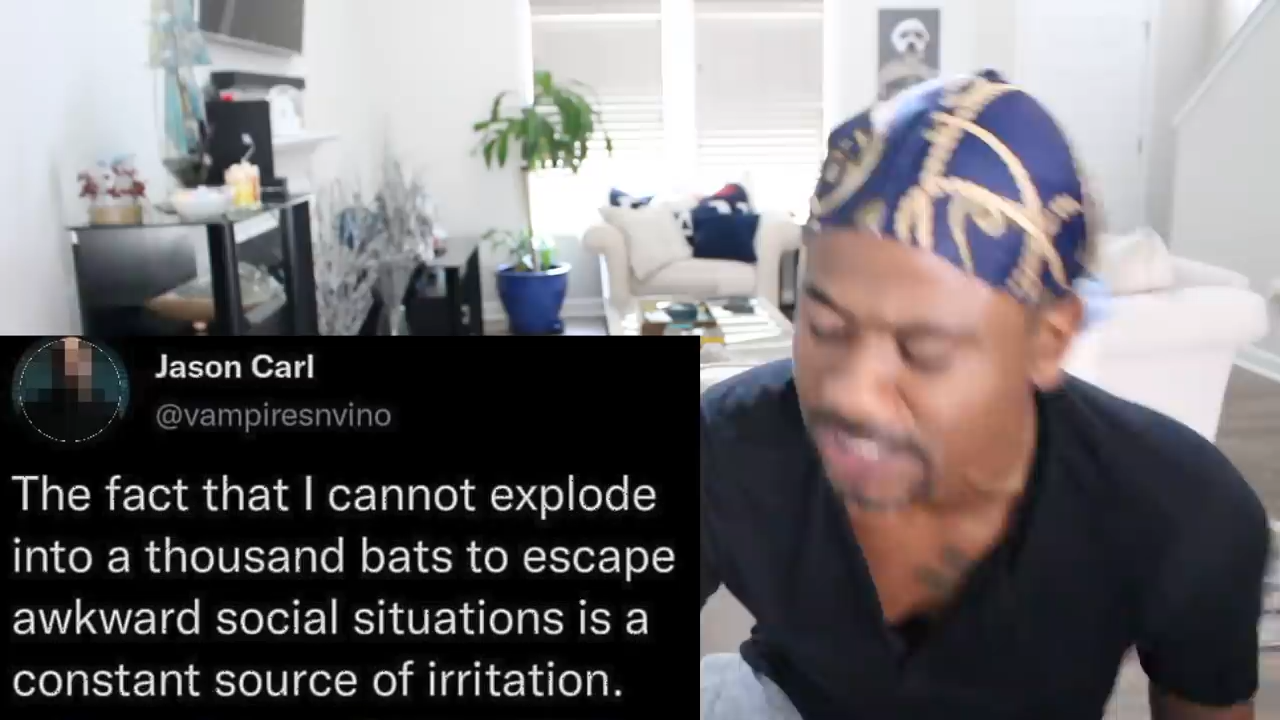 Jason Carl
@vampiresnvino
The fact that I cannot explode
into a thousand bats to escape
awkward social situations is a
constant source of irritation.